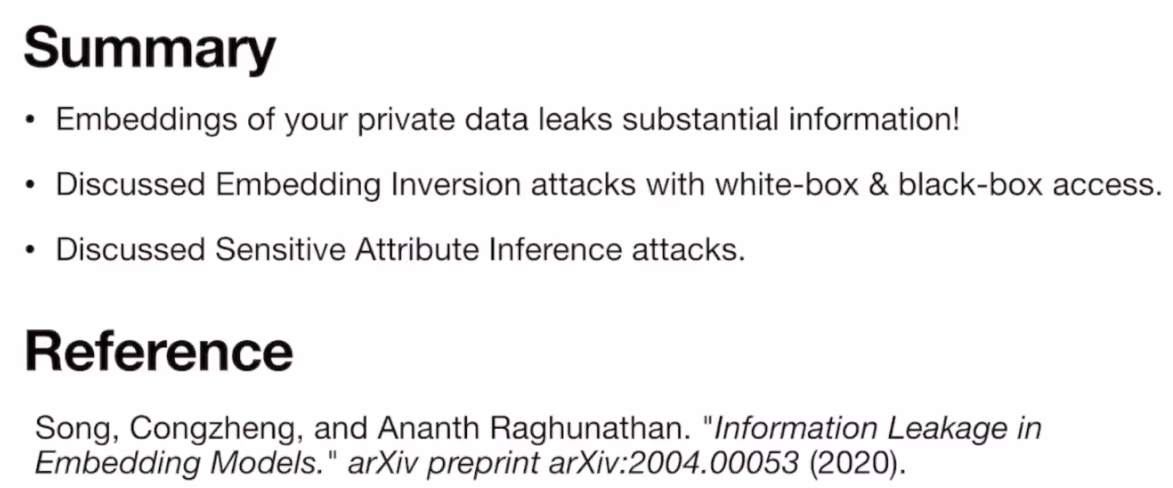 Summary
• Embeddings of your private data leaks substantial information!
• Discussed Embedding Inversion attacks with white-box & black-box access.
• Discussed Sensitive Attribute Inference attacks.
Reference
Song, Congzheng, and Ananth Raghunathan. "Information Leakage in
Embedding Models." arXiv preprint arXiv:2004.00053 (2020).